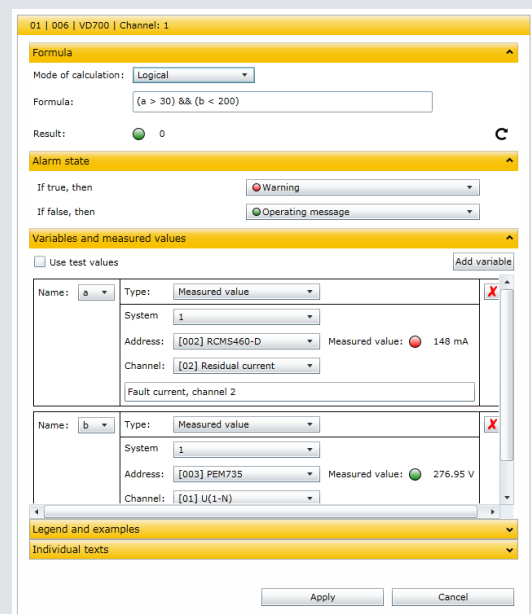 01 | 006 | VD700 | Channel: 1
Formula
Mode of calculation: Logical
Formula: (a > 30) && (b < 200)
Result: 0
Alarm state
If true, then Warning
If false, then Operating message
Variables and measured values
Use test values Add variable
Name: a Type: Measured value X
System 1
Address: [002] RCMS460-D Measured value: 148 mA
Channel: [02] Residual current
Fault current, channel 2
Name: b Type: Measured value X
System 1
Address: [003] PEM735 Measured value: 276.95 V
Channel: [01] U(1-N)
Legend and examples
Individual texts
Apply Cancel